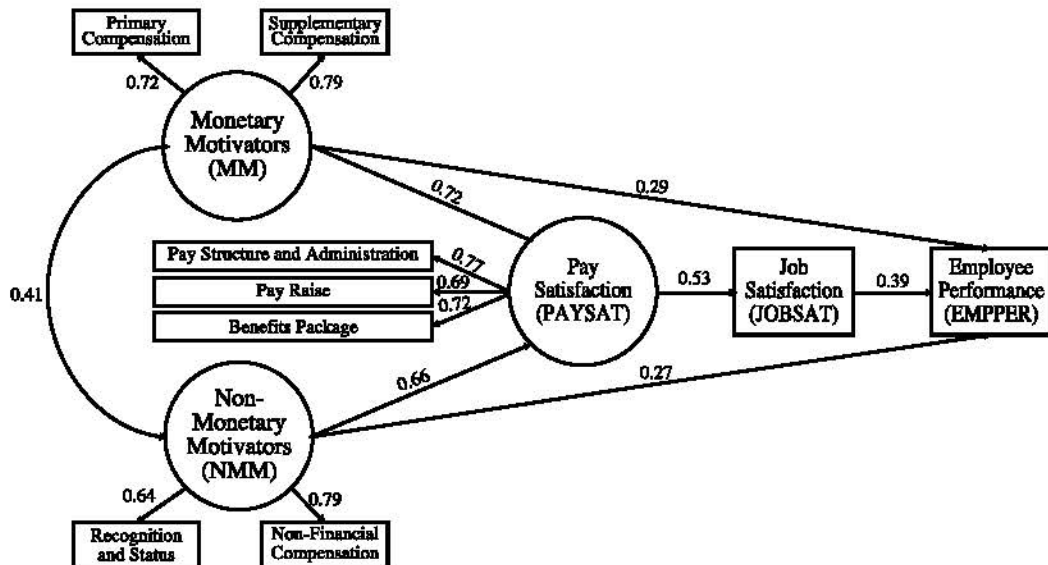 Primary
Compensation
Supplementary
Compensation
0.72
0.79
Monetary
Motivators
(MM)
0.72
0.29
Pay Structure and Administration
Pay Raise
Benefits Package
0.77
0.69
0.72
Pay
Satisfaction
(PAYSAT)
0.53
Job
Satisfaction
(JOBSAT)
0.39
Employee
Performance
(EMPPER)
0.41
0.66
0.27
Non-
Monetary
Motivators
(NMM)
0.64
0.79
Recognition
and Status
Non-Financial
Compensation